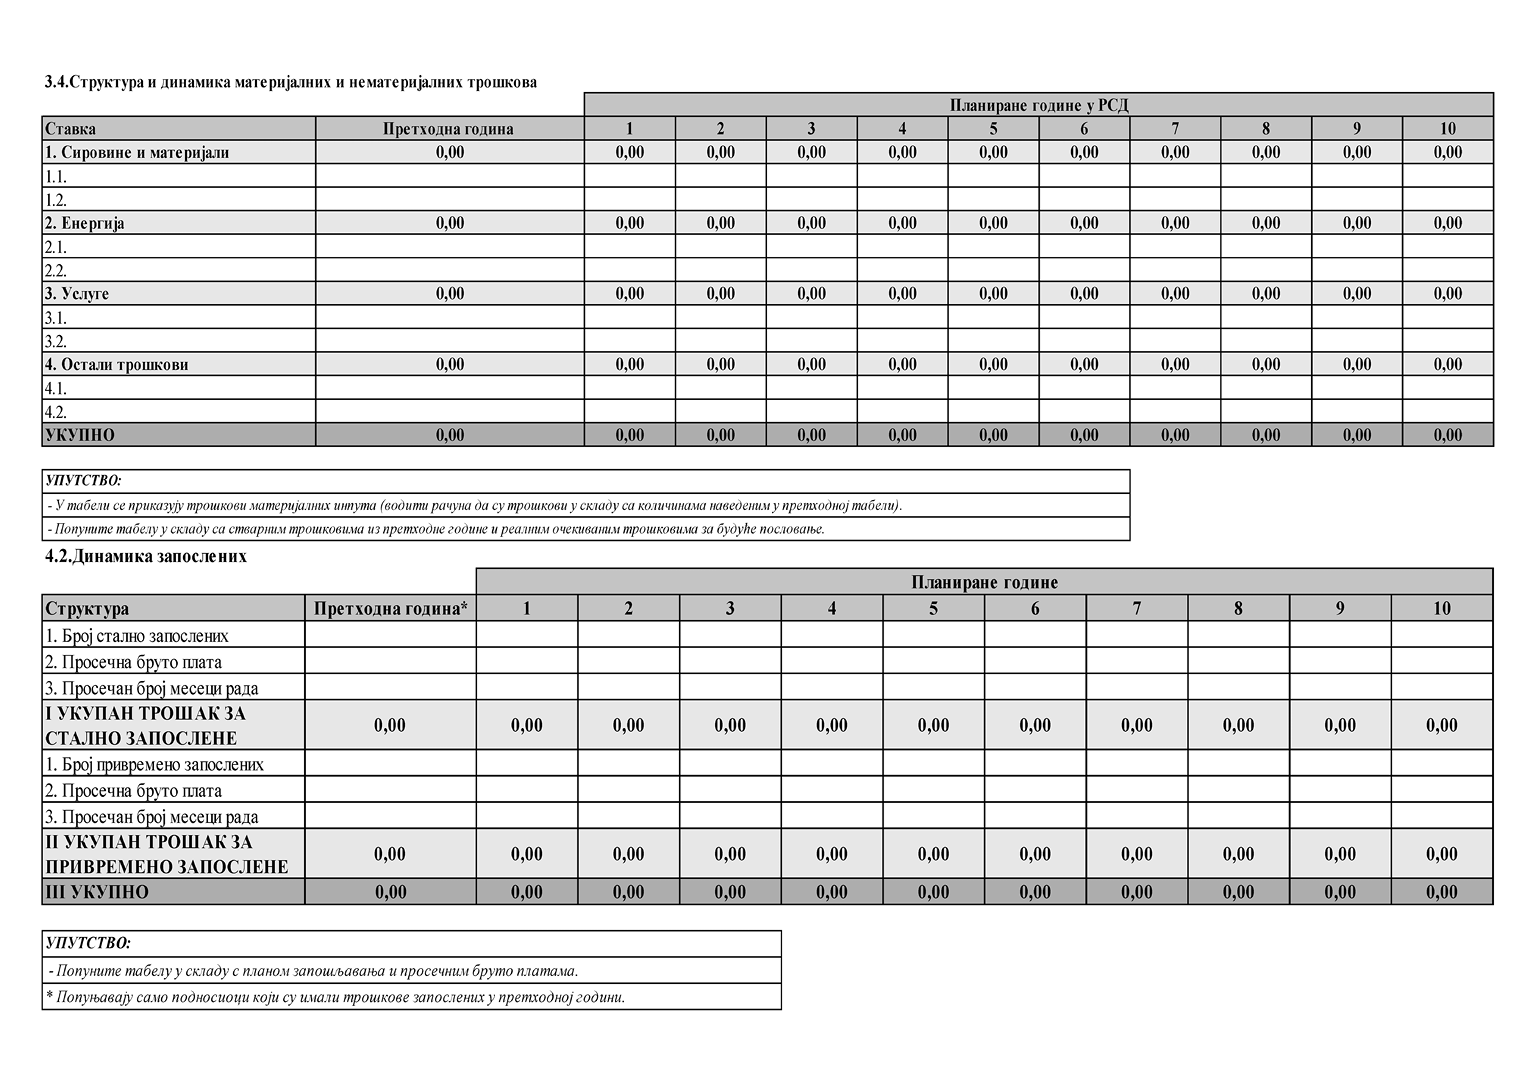 3.4.Структура и динамика материјалних и нематеријалних трошкова
Планиране године у РСД
Ставка Претходна година 1 2 3 4 5 6 7 8 9 10
1. Сировине и материјали 0,00 0,00 0,00 0,00 0,00 0,00 0,00 0,00 0,00 0,00 0,00
1.1.
1.2.
2. Енергија 0,00 0,00 0,00 0,00 0,00 0,00 0,00 0,00 0,00 0,00 0,00
2.1.
2.2.
3. Услуге 0,00 0,00 0,00 0,00 0,00 0,00 0,00 0,00 0,00 0,00 0,00
3.1.
3.2.
4. Остали трошкови 0,00 0,00 0,00 0,00 0,00 0,00 0,00 0,00 0,00 0,00 0,00
4.1.
4.2.
УКУПНО 0,00 0,00 0,00 0,00 0,00 0,00 0,00 0,00 0,00 0,00 0,00
УПУТСТВО:
- У табели се приказују трошкови материјалних инпута (водити рачуна да су трошкови у складу са количинама наведеним у претходној табели).
- Попуните табелу у складу са стварним трошковима из претходне године и реалним очекиваним трошковима за будуће пословање.
4.2.Динамика запослених
Планиране године
Структура Претходна година* 1 2 3 4 5 6 7 8 9 10
1. Број стално запослених
2. Просечна бруто плата
3. Просечан број месеци рада
I УКУПАН ТРОШАК ЗА
СТАЛНО ЗАПОСЛЕНЕ 0,00 0,00 0,00 0,00 0,00 0,00 0,00 0,00 0,00 0,00 0,00
1. Број привремено запослених
2. Просечна бруто плата
3. Просечан број месеци рада
II УКУПАН ТРОШАК ЗА
ПРИВРЕМЕНО ЗАПОСЛЕНЕ 0,00 0,00 0,00 0,00 0,00 0,00 0,00 0,00 0,00 0,00 0,00
III УКУПНО 0,00 0,00 0,00 0,00 0,00 0,00 0,00 0,00 0,00 0,00 0,00
УПУТСТВО:
- Попуните табелу у складу с планом запошљавања и просечним бруто платама.
* Попуњавају само подносиоци који су имали трошкове запослених у претходној години.